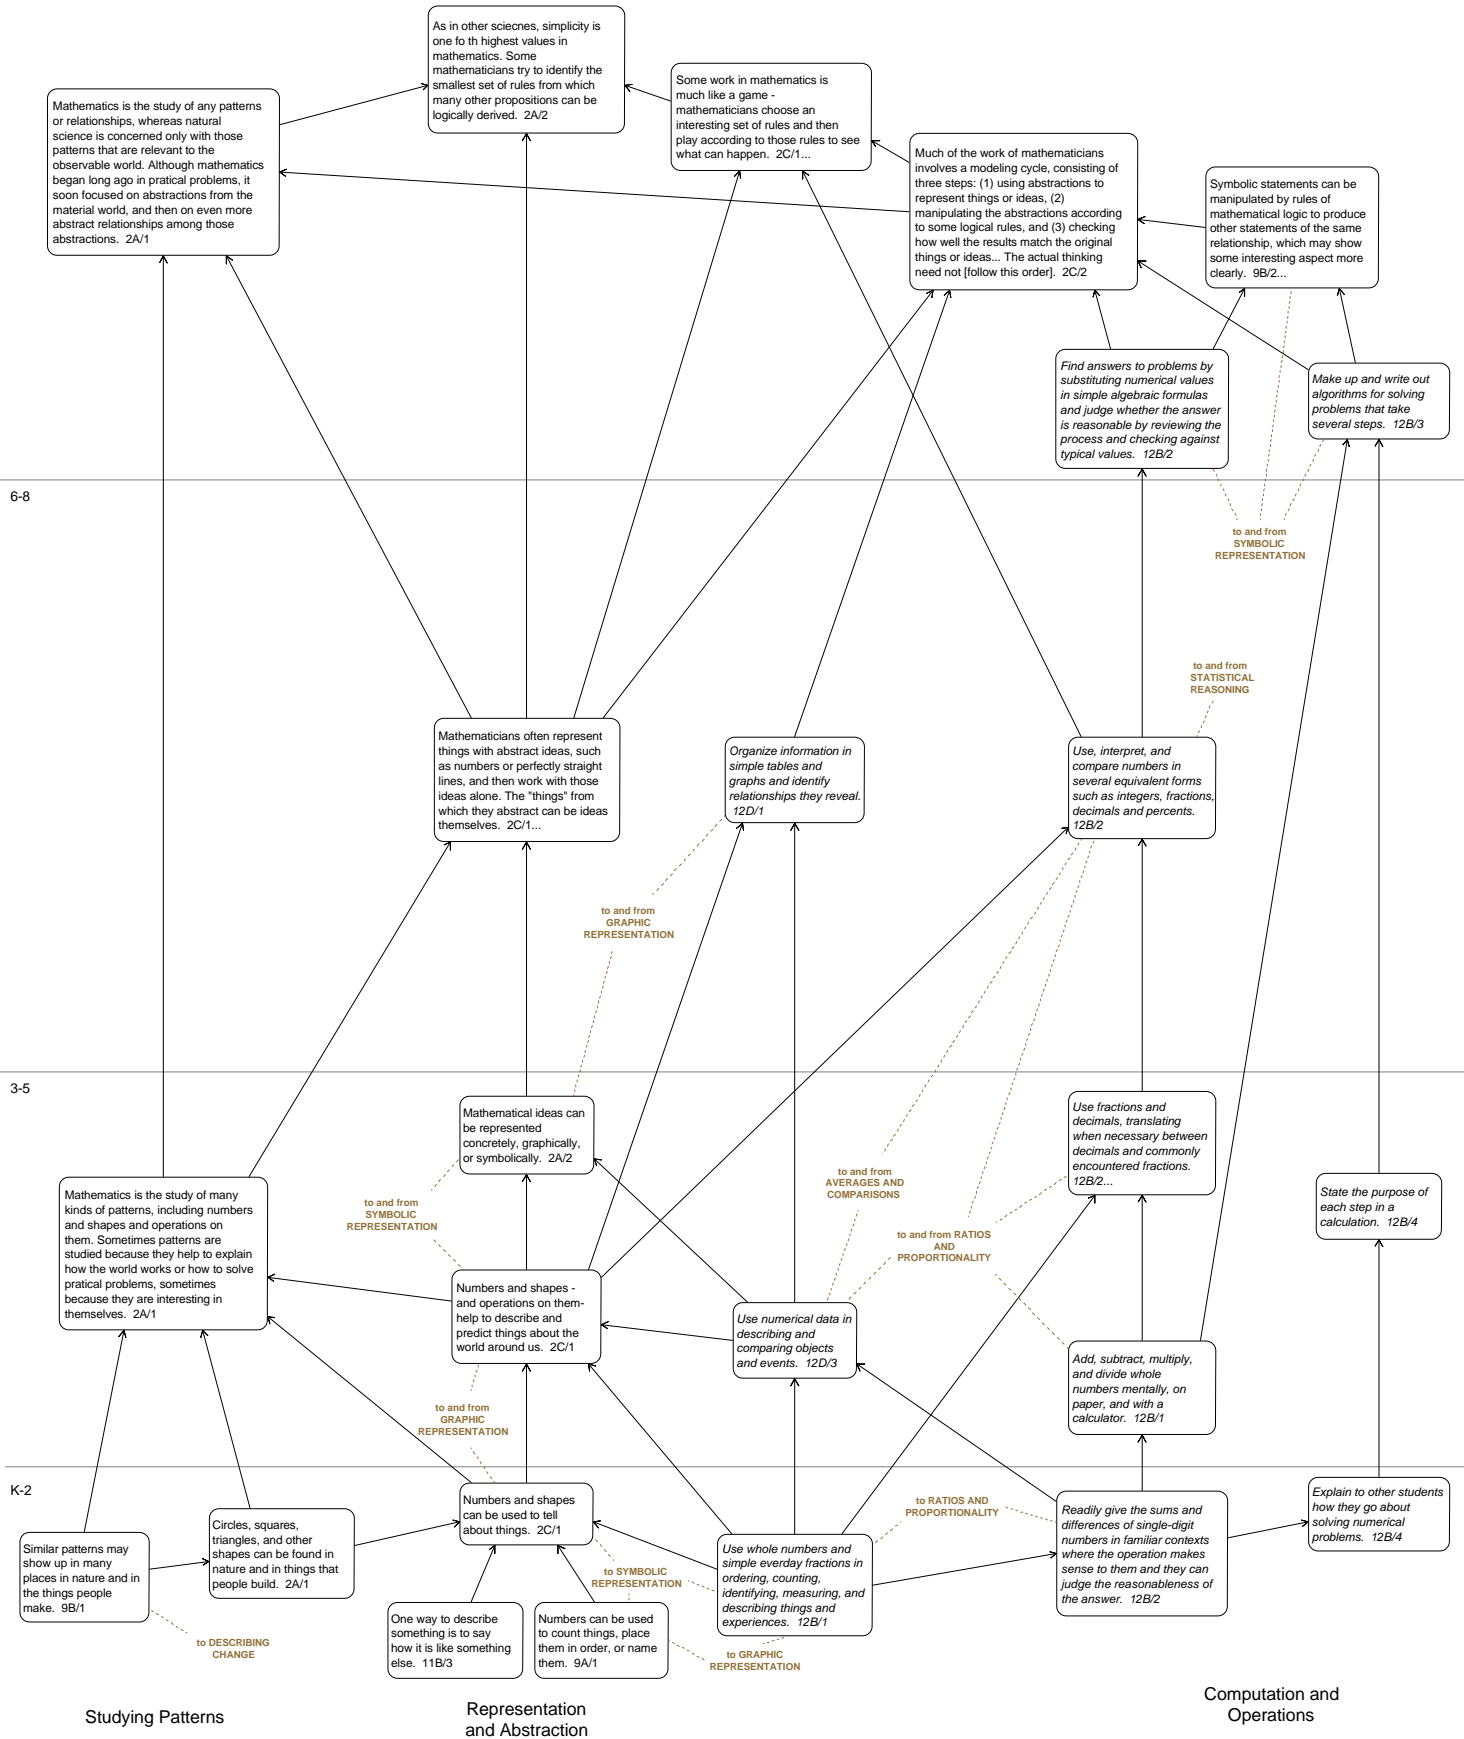 As in other sciecnes, simplicity is
one fo th highest values in
mathematics. Some
mathematicians try to identify the
smallest set of rules from which
many other propositions can be
logically derived. 2A/2
Some work in mathematics is
much like a game -
mathematicians choose an
interesting set of rules and then
play according to those rules to see
what can happen. 2C/1...
Mathematics is the study of any patterns
or relationships, whereas natural
science is concerned only with those
patterns that are relevant to the
observable world. Although mathematics
began long ago in pratical problems, it
soon focused on abstractions from the
material world, and then on even more
abstract relationships among those
abstractions. 2A/1
Much of the work of mathematicians
involves a modeling cycle, consisting of
three steps: (1) using abstractions to
represent things or ideas, (2)
manipulating the abstractions according
to some logical rules, and (3) checking
how well the results match the original
things or ideas... The actual thinking
need not [follow this order]. 2C/2
Symbolic statements can be
manipulated by rules of
mathematical logic to produce
other statements of the same
relationship, which may show
some interesting aspect more
clearly. 9B/2...
Find answers to problems by
substituting numerical values
in simple algebraic formulas
and judge whether the answer
is reasonable by reviewing the
process and checking against
typical values. 12B/2
Make up and write out
algorithms for solving
problems that take
several steps. 12B/3
6-8
to and from
SYMBOLIC
REPRESENTATION
to and from
STATISTICAL
REASONING
Mathematicians often represent
things with abstract ideas, such
as numbers or perfectly straight
lines, and then work with those
ideas alone. The "things" from
which they abstract can be ideas
themselves. 2C/1...
Organize information in
simple tables and
graphs and identify
relationships they reveal.
12D/1
Use, interpret, and
compare numbers in
several equivalent forms
such as integers, fractions,
decimals and percents.
12B/2
to and from
GRAPHIC
REPRESENTATION
3-5
Mathematical ideas can
be represented
concretely, graphically,
or symbolically. 2A/2
Use fractions and
decimals, translating
when necessary between
decimals and commonly
encountered fractions.
12B/2...
to and from
AVERAGES AND
COMPARISONS
Mathematics is the study of many
kinds of patterns, including numbers
and shapes and operations on
them. Sometimes patterns are
studied because they help to explain
how the world works or how to solve
pratical problems, sometimes
because they are interesting in
themselves. 2A/1
to and from
SYMBOLIC
REPRESENTATION
State the purpose of
each step in a
calculation. 12B/4
to and from RATIOS
AND
PROPORTIONALITY
Numbers and shapes -
and operations on them-
help to describe and
predict things about the
world around us. 2C/1
Use numerical data in
describing and
comparing objects
and events. 12D/3
Add, subtract, multiply,
and divide whole
numbers mentally, on
paper, and with a
calculator. 12B/1
to and from
GRAPHIC
REPRESENTATION
K-2
Numbers and shapes
can be used to tell
about things. 2C/1
to RATIOS AND
PROPORTIONALITY
Readily give the sums and
differences of single-digit
numbers in familiar contexts
where the operation makes
sense to them and they can
judge the reasonableness of
the answer. 12B/2
Explain to other students
how they go about
solving numerical
problems. 12B/4
Similar patterns may
show up in many
places in nature and in
the things people
make. 9B/1
Circles, squares,
triangles, and other
shapes can be found in
nature and in things that
people build. 2A/1
Use whole numbers and
simple everday fractions in
ordering, counting,
identifying, measuring, and
describing things and
experiences. 12B/1
to SYMBOLIC
REPRESENTATION
One way to describe
something is to say
how it is like something
else. 11B/3
Numbers can be used
to count things, place
them in order, or name
them. 9A/1
to DESCRIBING
CHANGE
to GRAPHIC
REPRESENTATION
Studying Patterns
Representation
and Abstraction
Computation and
Operations